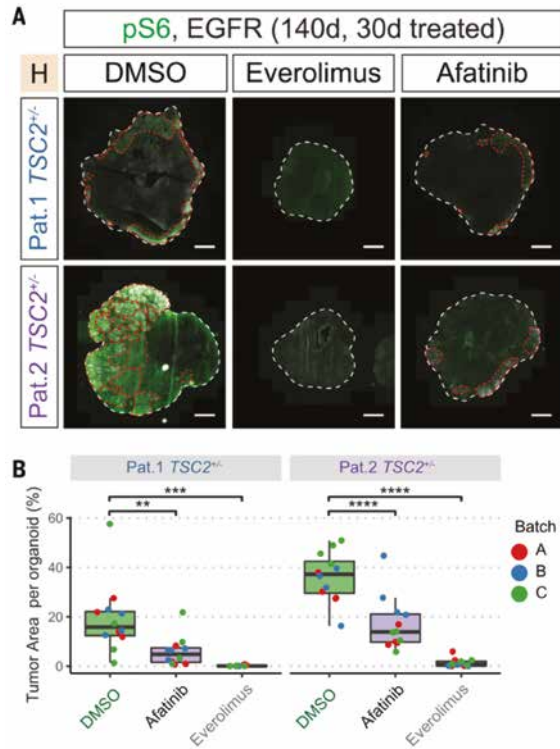 A
pS6, EGFR (140d, 30d treated)
H
DMSO
Everolimus
Afatinib
Pat.1 TSC2+/-
Pat.2 TSC2+/-
B
Pat.1 TSC2+/-
Pat.2 TSC2+/-
***
**
****
****
Tumor Area per organoid (%)
60
40
20
0
Batch
A
B
C
DMSO
Afatinib
Everolimus
DMSO
Afatinib
Everolimus